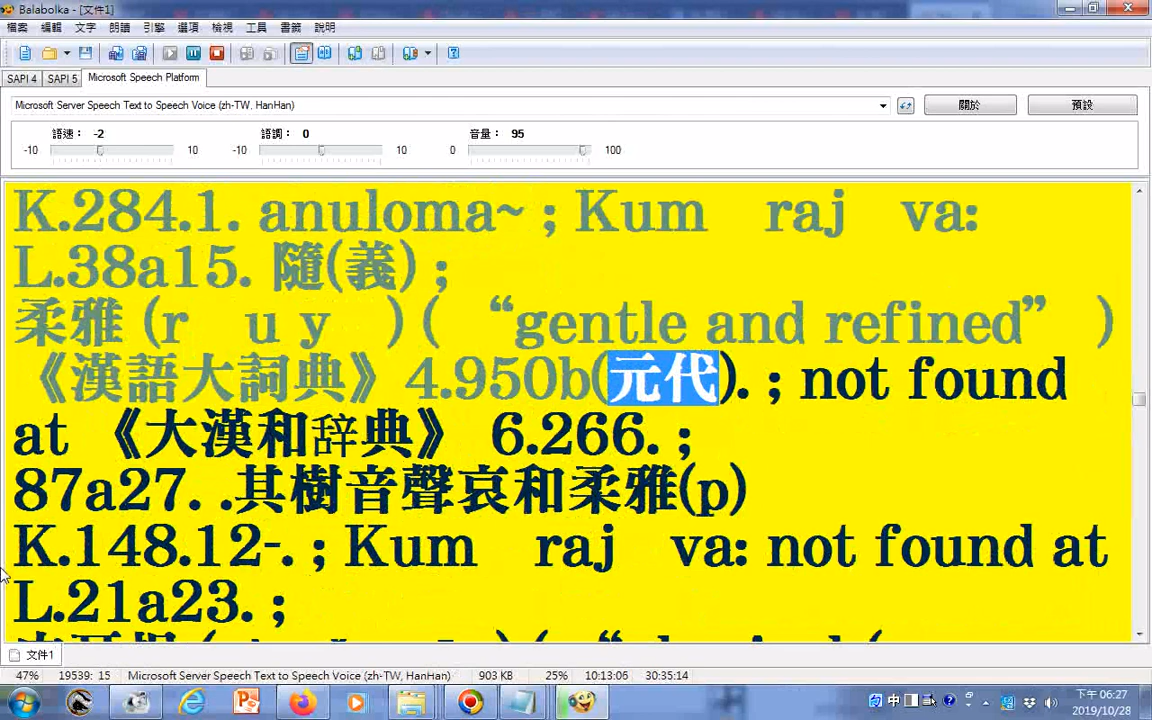 Balabolka - [文件1]
檔案 編輯 文字 朗讀 引擎 選項 檢視 工具 書籤 說明
SAPI 4 SAPI 5 Microsoft Speech Platform
Microsoft Server Speech Text to Speech Voice (zh-TW, HanHan)
關於 預設
語速： -2 語調： 0 音量： 95
-10 10 -10 10 0 100
K.284.1. anuloma~ ; Kum raj va:
L.38a15. 隨(義) ;
柔雅 (r u y )( “gentle and refined” )
《漢語大詞典》 4.950b(元代). ; not found
at 《大漢和辞典》 6.266. ;
87a27. .其樹音聲哀和柔雅(p)
K.148.12-. ; Kum raj va: not found at
L.21a23. ;
文件1
47% 19539: 15 Microsoft Server Speech Text to Speech Voice (zh-TW, HanHan) 903 KB 25% 10:13:06 30:35:14
中
下午 06:27
2019/10/28